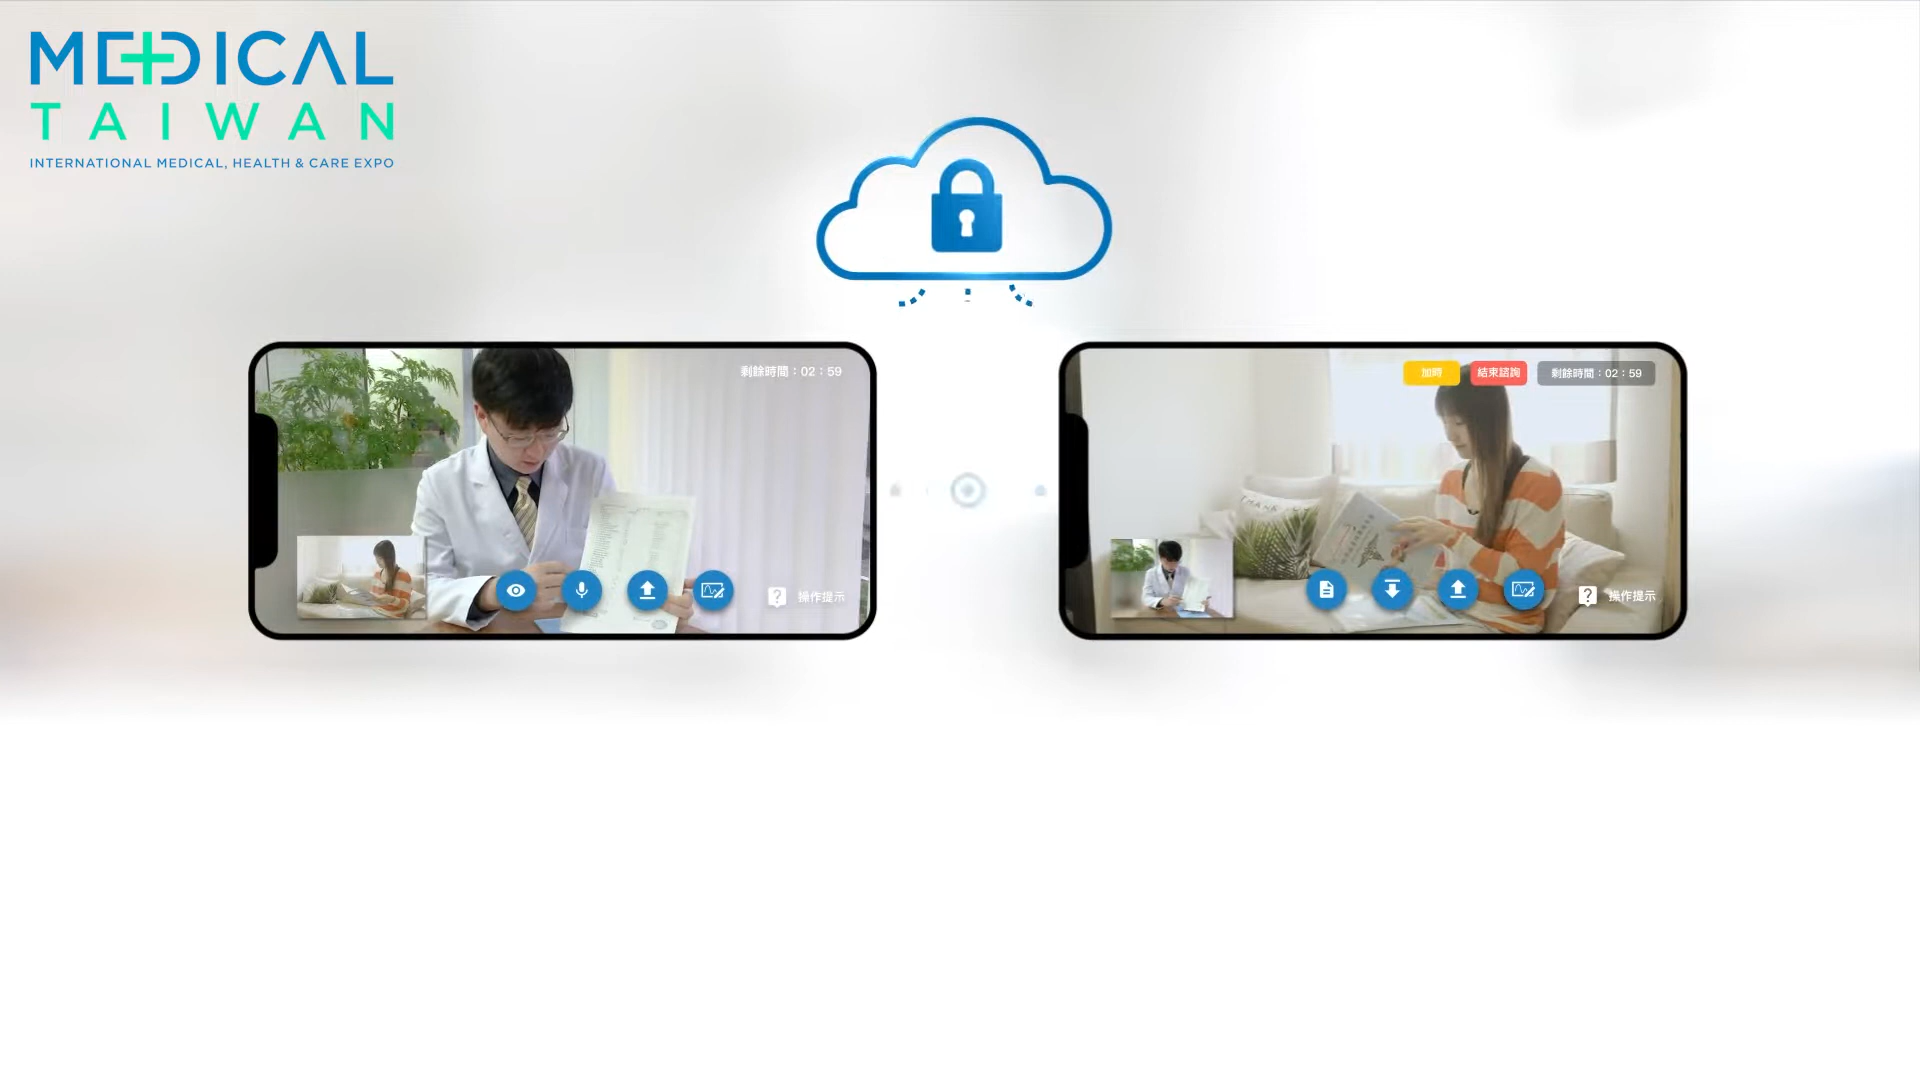 MEDICAL
TAIWAN
INTERNATIONAL MEDICAL, HEALTH & CARE EXPO
剩餘時間：02：59
操作提示
加時
結束諮詢
剩餘時間：02：59
THANK
操作提示